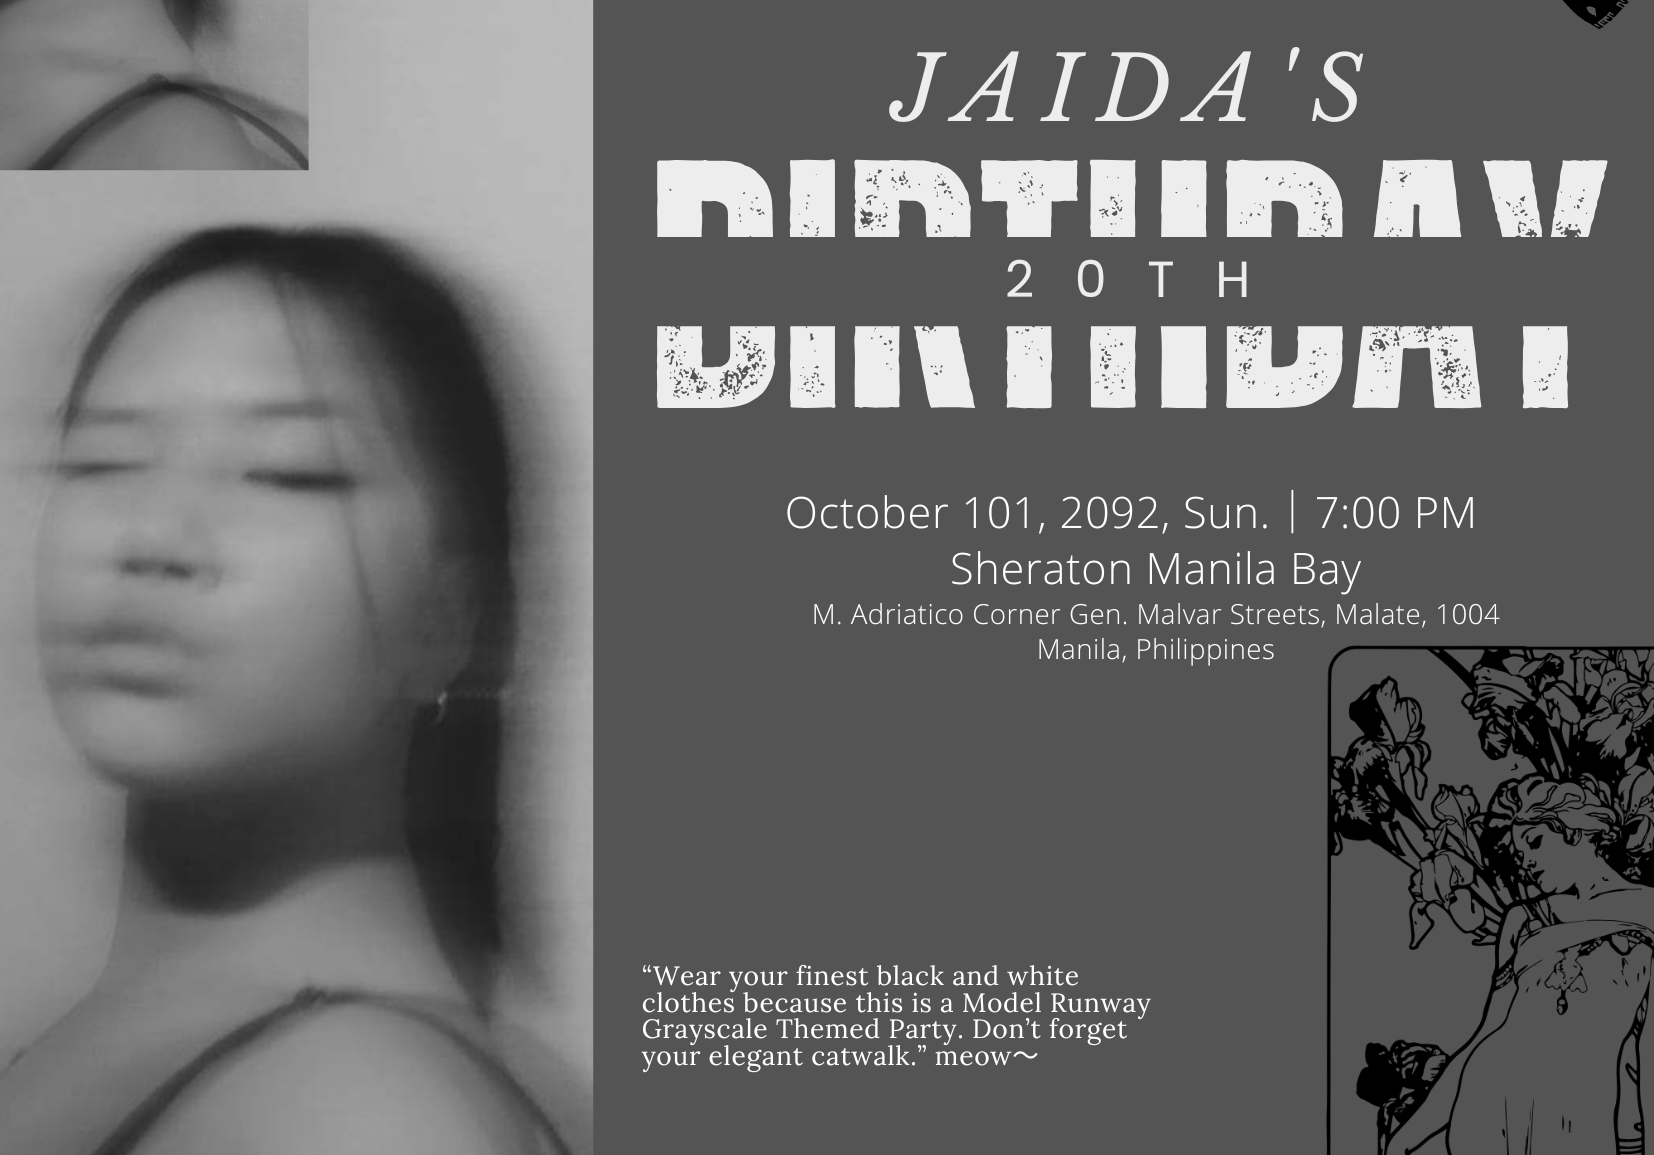 JAIDA'S
BIRTHDAY
20TH
October 101, 2092, Sun. | 7:00 PM
Sheraton Manila Bay
M. Adriatico Corner Gen. Malvar Streets, Malate, 1004
Manila, Philippines
“Wear your finest black and white
clothes because this is a Model Runway
Grayscale Themed Party. Don’t forget
your elegant catwalk.” meow～